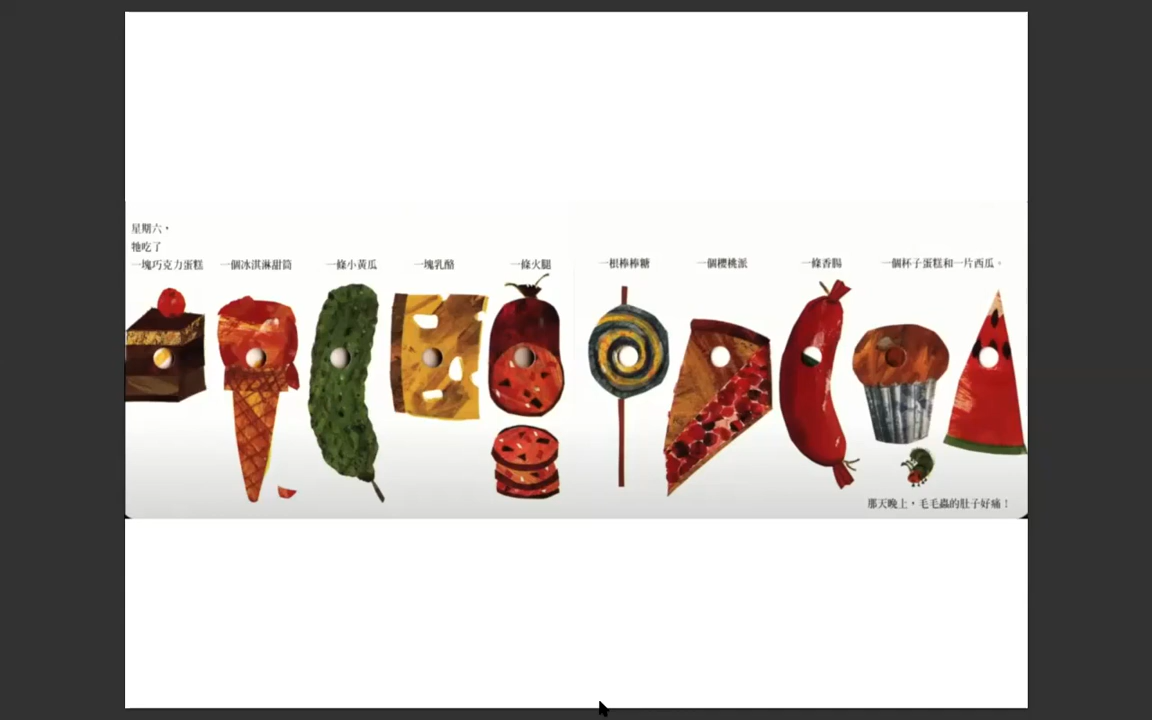 星期六，
牠吃了
一塊巧克力蛋糕
一個冰淇淋甜筒
一條小黃瓜
一塊乳酪
一條火腿
一根棒棒糖
一個櫻桃派
一條香腸
一個杯子蛋糕和一片西瓜。
那天晚上，毛毛蟲的肚子好痛！